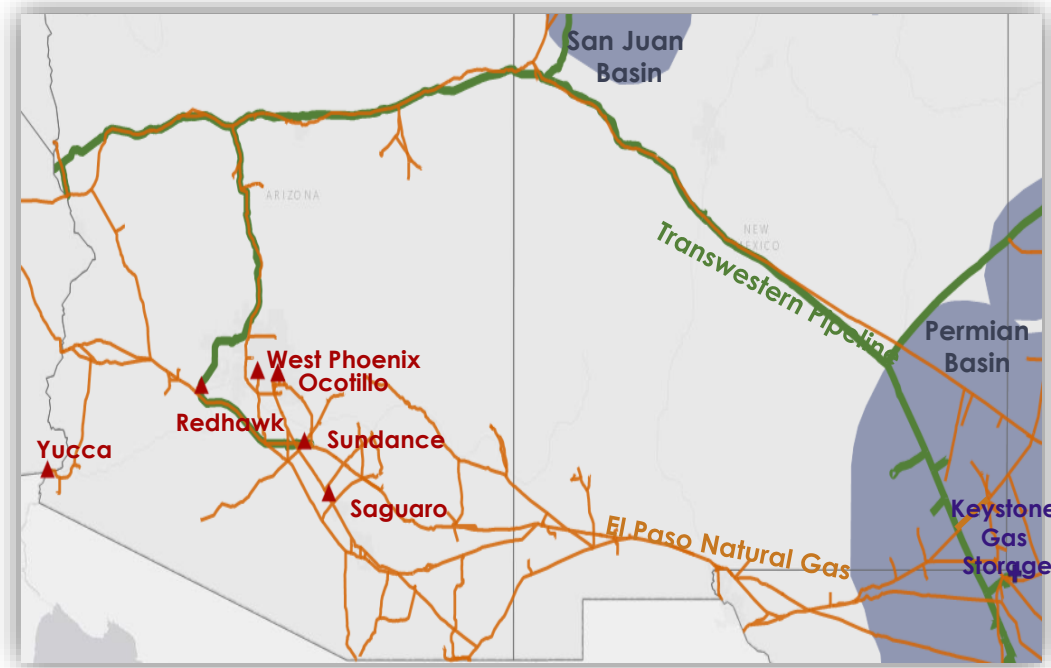 San Juan
Basin
ARIZONA
NEW
MEXICO
Transwestern Pipeline
Permian
Basin
West Phoenix
Ocotillo
Redhawk
Yucca
Sundance
Saguaro
El Paso Natural Gas
Keystone
Gas
Storage